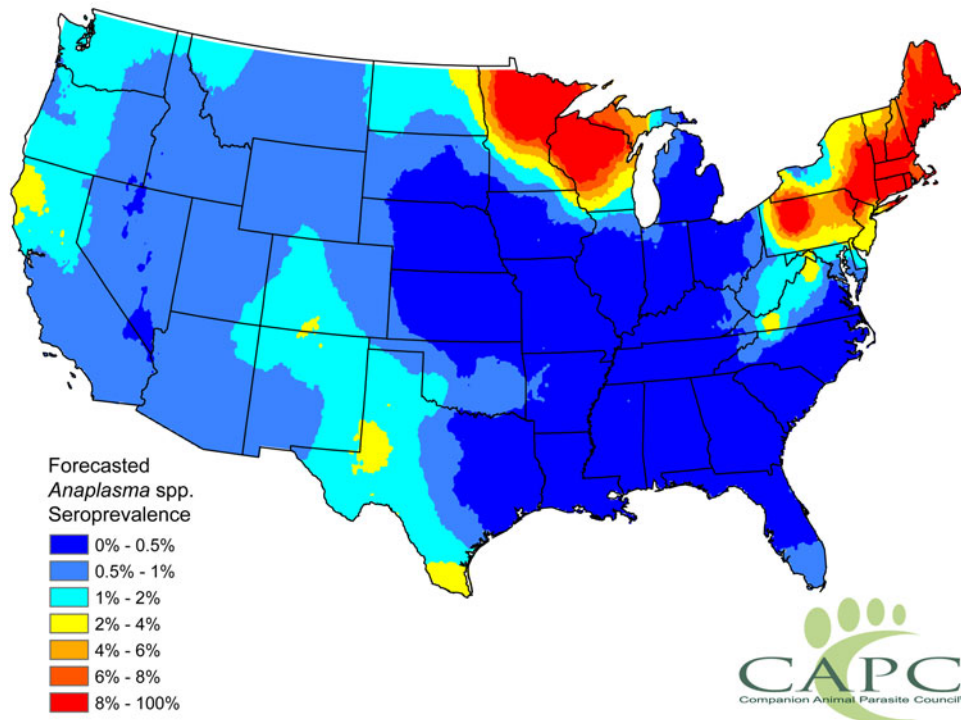 Forecasted
Anaplasma spp.
Seroprevalence
0% - 0.5%
0.5% - 1%
1% - 2%
2% - 4%
4% - 6%
6% - 8%
8% - 100%
CAPC
Companion Animal Parasite Council